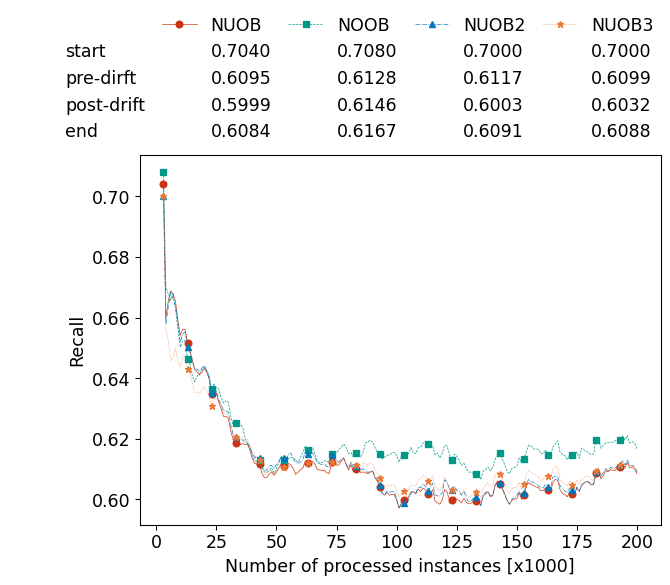 NUOB NOOB NUOB2 NUOB3
start 0.7040 0.7080 0.7000 0.7000
pre-dirft 0.6095 0.6128 0.6117 0.6099
post-drift 0.5999 0.6146 0.6003 0.6032
end 0.6084 0.6167 0.6091 0.6088
0.70
0.68
0.66
0.64
0.62
0.60
Recall
0 25 50 75 100 125 150 175 200
Number of processed instances [x1000]